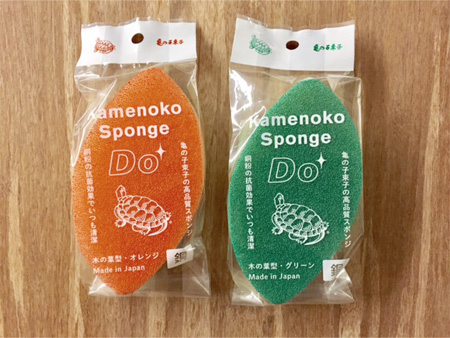 亀の子束子
Kamenoko
Sponge
Do
亀の子束子の高品質スポンジ
銅粉の抗菌効果でいつも清潔
木の葉型・オレンジ
Made in Japan
銅
亀の子束子
Kamenoko
Sponge
Do
亀の子束子の高品質スポンジ
銅粉の抗菌効果でいつも清潔
木の葉型・グリーン
Made in Japan
銅